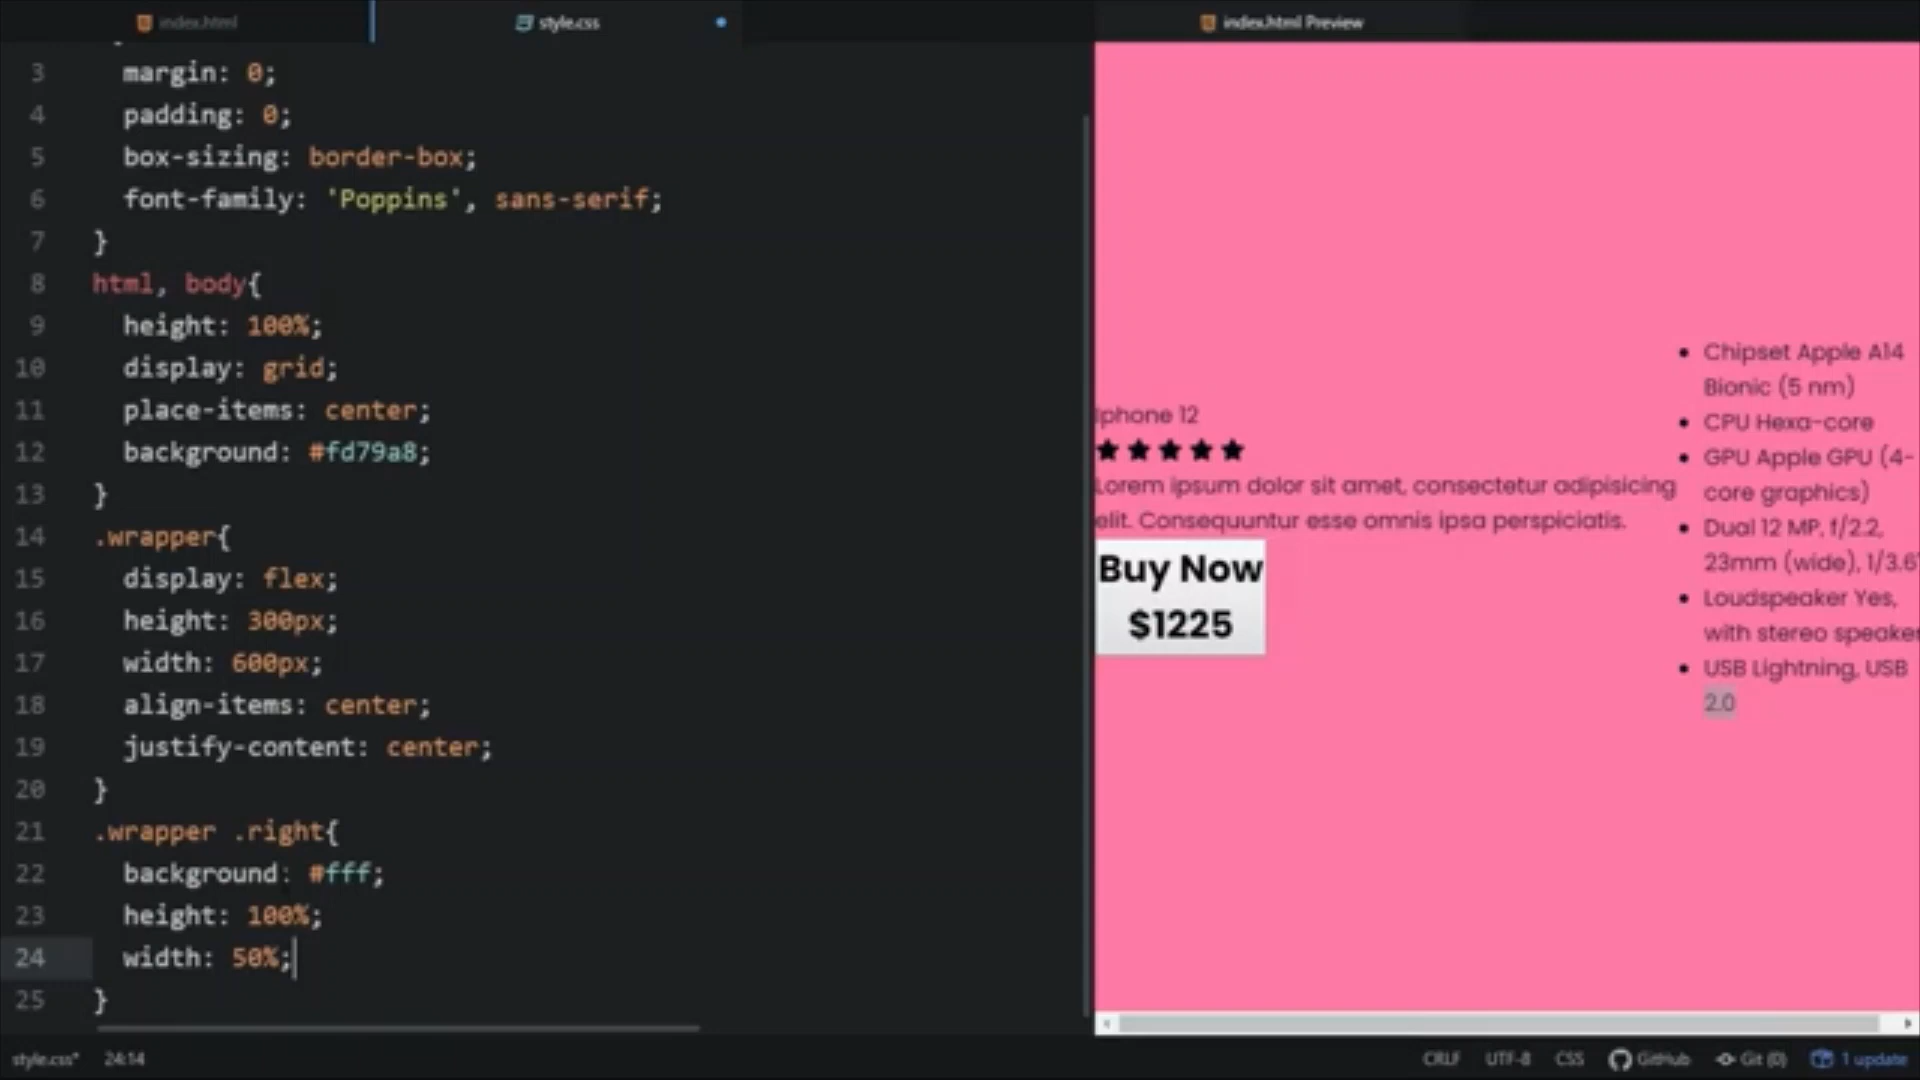 index.html
style.css
index.html Preview
3 margin: 0;
4 padding: 0;
5 box-sizing: border-box;
6 font-family: 'Poppins', sans-serif;
7 }
8 html, body{
9 height: 100%;
10 display: grid;
11 place-items: center;
12 background: #fd79a8;
13 }
14 .wrapper{
15 display: flex;
16 height: 300px;
17 width: 600px;
18 align-items: center;
19 justify-content: center;
20 }
21 .wrapper .right{
22 background: #fff;
23 height: 100%;
24 width: 50%;
25 }
Iphone 12
Lorem ipsum dolor sit amet, consectetur adipisicing
elit. Consequuntur esse omnis ipsa perspiciatis.
Buy Now
$1225
Chipset Apple A14
Bionic (5 nm)
CPU Hexa-core
GPU Apple GPU (4-
core graphics)
Dual 12 MP, f/2.2,
23mm (wide), 1/3.6
Loudspeaker Yes,
with stereo speaker
USB Lightning, USB
2.0
style.css* 24:14
CRLF UTF-8 CSS GitHub Git (0) 1 update